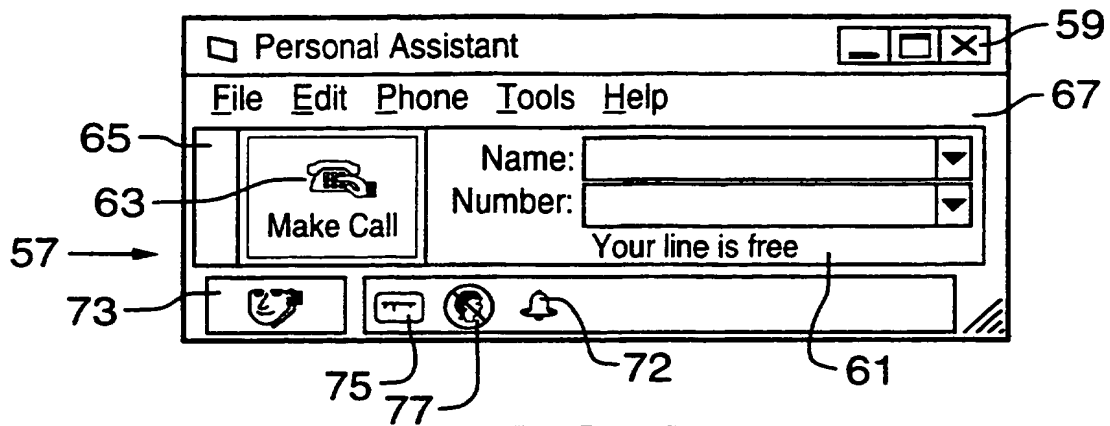 Personal Assistant
59
File Edit Phone Tools Help
67
65
Name:
63
Make Call
Number:
57
Your line is free
73
75
77
72
61